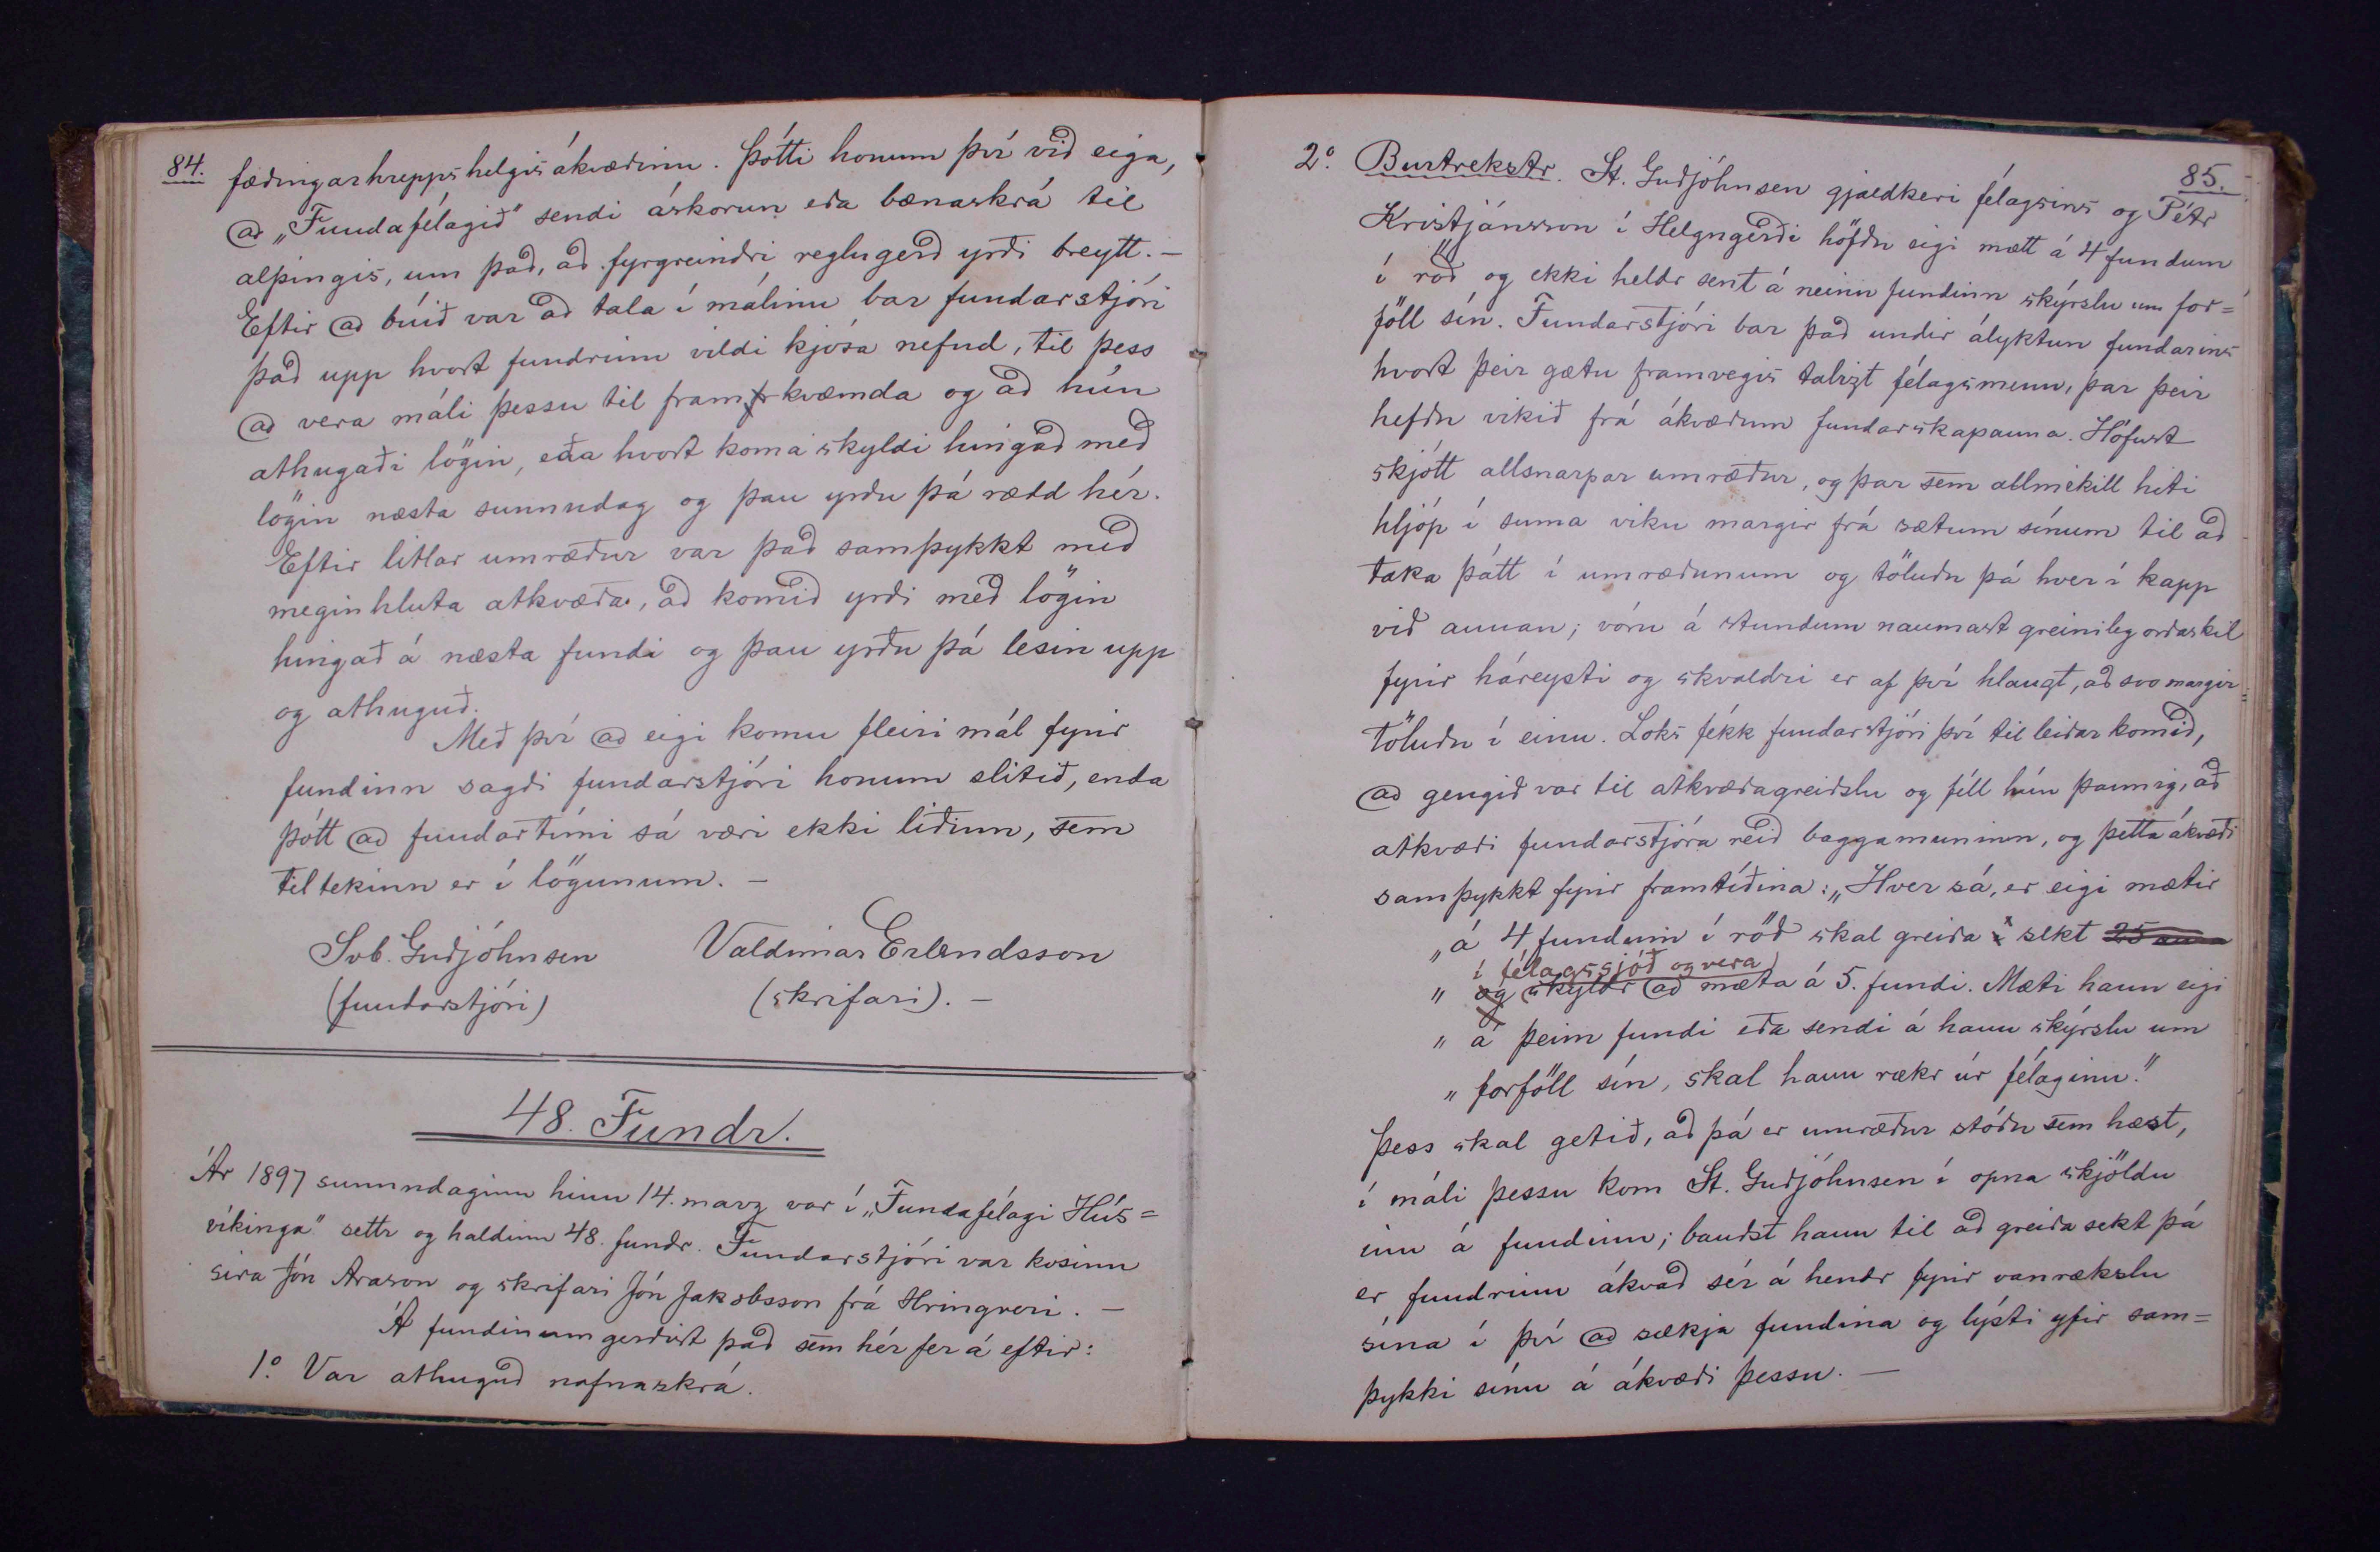 84.
fæðingarhreppshelgisákvæðinu. Þótti honum því við eiga,
að „Fundafélagið" sendi áskorun eða bænaskrá til
alþingis, um það, að fyrgreindri reglugerð yrði breytt. —
Eftir að búið var að tala í málinu bar fundarstjóri
það upp hvort fundrinn vildi kjósa nefnd, til þess
að vera máli þessu til framkvæmda og að hún
athugaði lögin, eða hvort koma skyldi hingað með
lögin næsta sunnudag og þau yrðu þá rædd hér.
Eftir litlar umræður var það samþykkt með
meginhluta atkvæða, að komið yrði með lögin
hingað á næsta fundi og þau yrðu þá lesin upp
og athuguð.
Með því að eigi komu fleiri mál fyrir
fundinn sagði fundarstjóri honum slitið, enda
þótt að fundartími sá væri ekki liðinn, sem
tiltekinn er í lögunum. —
Svb. Guðjóhnsen Valdimar Erlendsson
(fundarstjóri) (skrifari). —
48. Fundr.
Ár 1897 sunnudaginn hinn 14. marz var í „Fundafélagi Hús=
víkinga" settr og haldinn 48. fundr. Fundarstjóri var kosinn
síra Jón Arason og skrifari Jón Jakobsson frá Hringveri. —
Á fundinum gerðist það sem hér fer á eftir:
1.º Var athuguð nafnaskrá.
85.
2.º Burtrekstr. St. Guðjóhnsen gjaldkeri félagsins og Pétr
Kristjánsson í Helgugerði höfðu eigi mætt á 4 fundum
í röð og ekki heldr sent á neinn fundinn skýrslu um for=
föll sín. Fundarstjóri bar það undir ályktun fundarins
hvort þeir gætu framvegis talizt félagsmenn, þar þeir
hefðu vikið frá ákvæðum fundarskapanna. Hófust
skjótt allsnarpar umræður, og þar sem allmikill hiti
hljóp í suma viku margir frá sætum sínum til að
taka þátt í umræðunum og töluðu þá hver í kapp
við annan; vóru á stundum naumast greinileg orðaskil
fyrir háreysti og skvaldri er af því hlauzt, að svo margir
töluðu í einu. Loks fékk fundarstjóri því til leiðar komið,
að gengið var til atkvæðagreiðslu og féll hún þannig, að
atkvæði fundarstjóra reið baggamuninn, og þetta ákvæði
samþykkt fyrir framtíðina: „Hver sá, er eigi mætir
„á 4 fundum í röð skal greiða í sekt 25 aura
í félagssjóð og vera
„ og skyldr að mæta á 5. fundi. Mæti hann eigi
„ á þeim fundi eða sendi á hann skýrslu um
„ forföll sín, skal hann rækr úr félaginu."
Þess skal getið, að þá er umræður stóðu sem hæst,
í máli þessu kom St. Guðjóhnsen í opna skjöldu
inn á fundinn; bauðst hann til að greiða sekt þá
er fundrinn ákvað sér á hendr fyrir vanrækslu
sína í því að sækja fundina og lýsti yfir sam=
þykki sínu á ákvæði þessu. —